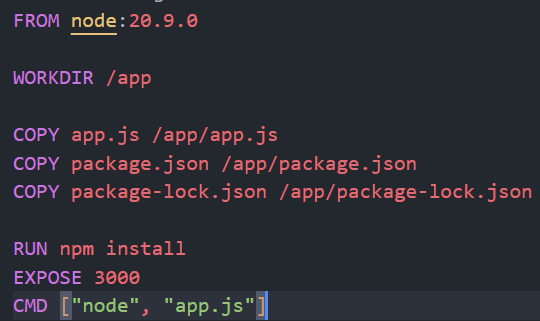 FROM node:20.9.0
WORKDIR /app
COPY app.js /app/app.js
COPY package.json /app/package.json
COPY package-lock.json /app/package-lock.json
RUN npm install
EXPOSE 3000
CMD ["node", "app.js"]